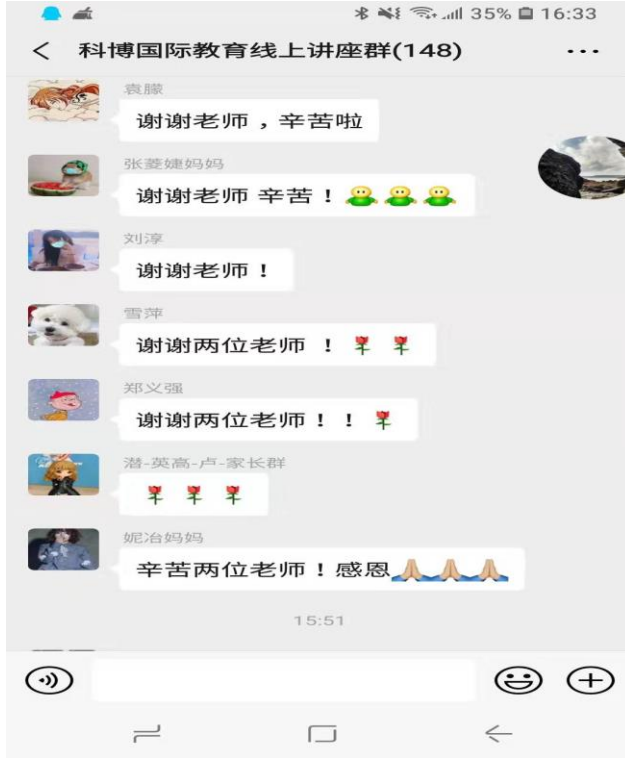 35% 16:33
科博国际教育线上讲座群(148)
袁朦
谢谢老师，辛苦啦
张菱婕妈妈
谢谢老师 辛苦！
刘淳
谢谢老师！
雪萍
谢谢两位老师 ！
郑义强
谢谢两位老师！！
潜-英高-卢-家长群
妮冶妈妈
辛苦两位老师！感恩
15:51